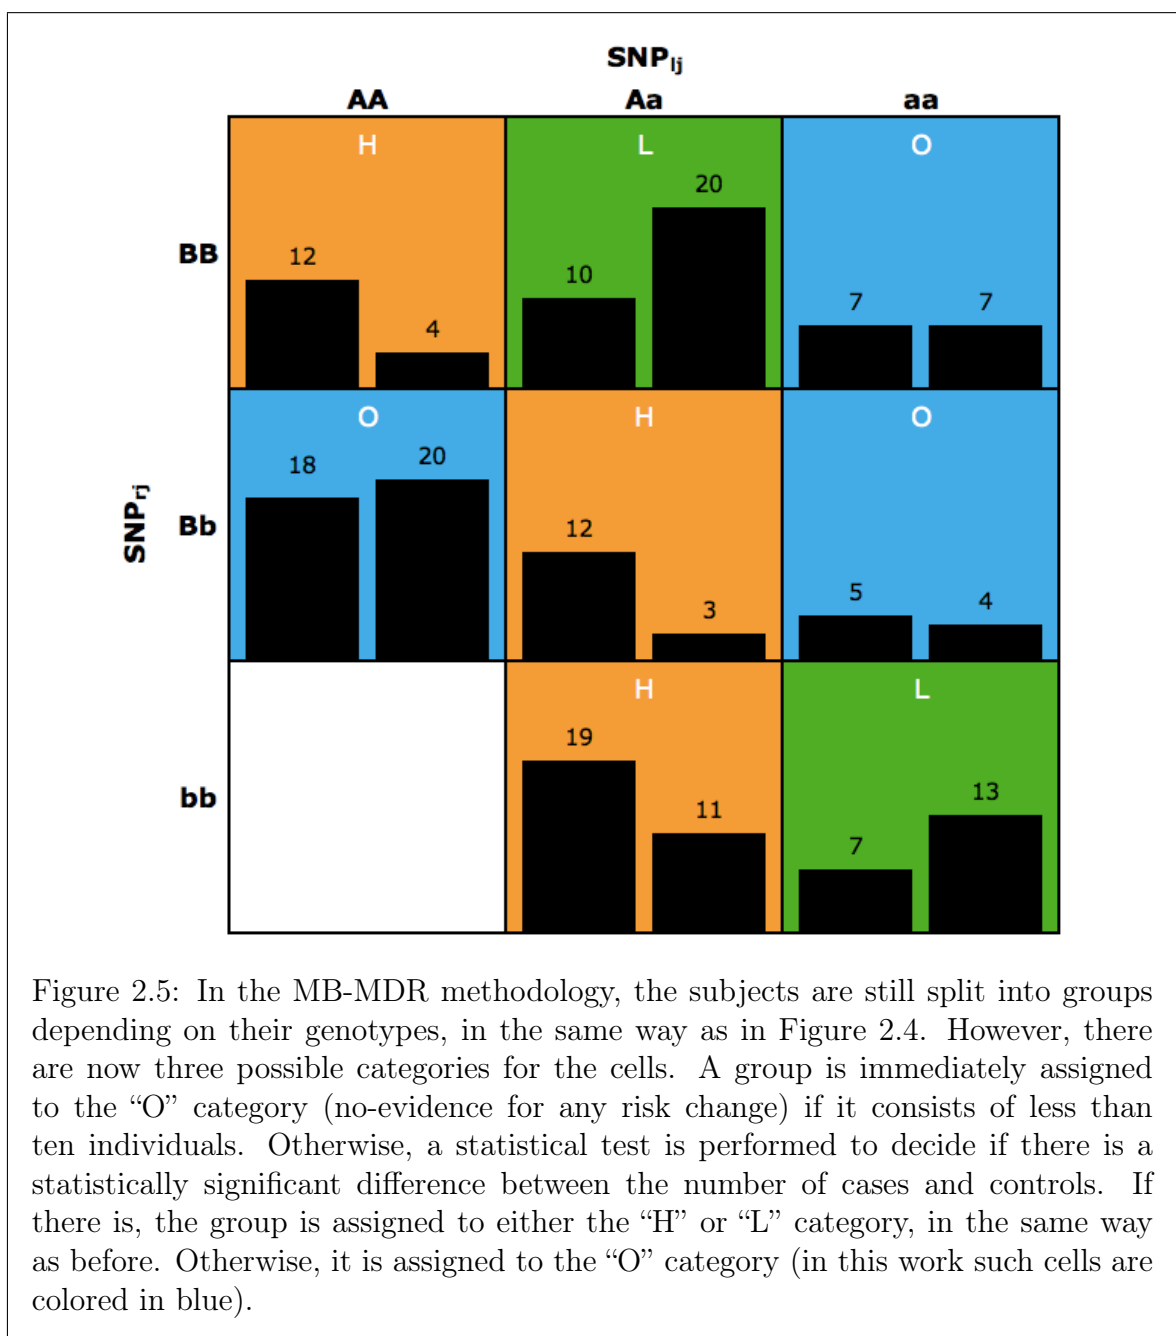 SNPlj
AA Aa aa
H L O
BB 12 4 10 20 7 7
O H O
SNPrj Bb 18 20 12 3 5 4
H L
bb 19 11 7 13
Figure 2.5: In the MB-MDR methodology, the subjects are still split into groups
depending on their genotypes, in the same way as in Figure 2.4. However, there
are now three possible categories for the cells. A group is immediately assigned
to the “O” category (no-evidence for any risk change) if it consists of less than
ten individuals. Otherwise, a statistical test is performed to decide if there is a
statistically significant difference between the number of cases and controls. If
there is, the group is assigned to either the “H” or “L” category, in the same way
as before. Otherwise, it is assigned to the “O” category (in this work such cells are
colored in blue).